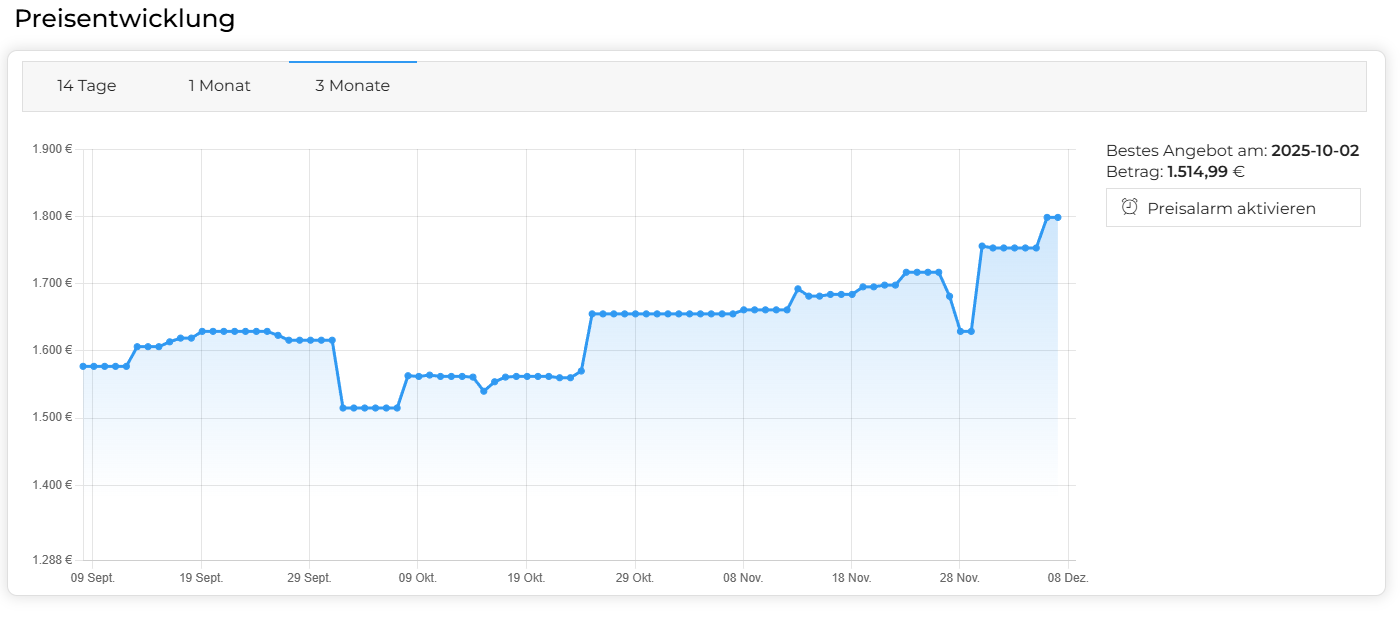 Preisentwicklung
14 Tage 1 Monat 3 Monate
Bestes Angebot am: 2025-10-02
Betrag: 1.514,99 €
Preisalarm aktivieren
1.900 €
1.800 €
1.700 €
1.600 €
1.500 €
1.400 €
1.288 €
09 Sept. 19 Sept. 29 Sept. 09 Okt. 19 Okt. 29 Okt. 08 Nov. 18 Nov. 28 Nov. 08 Dez.